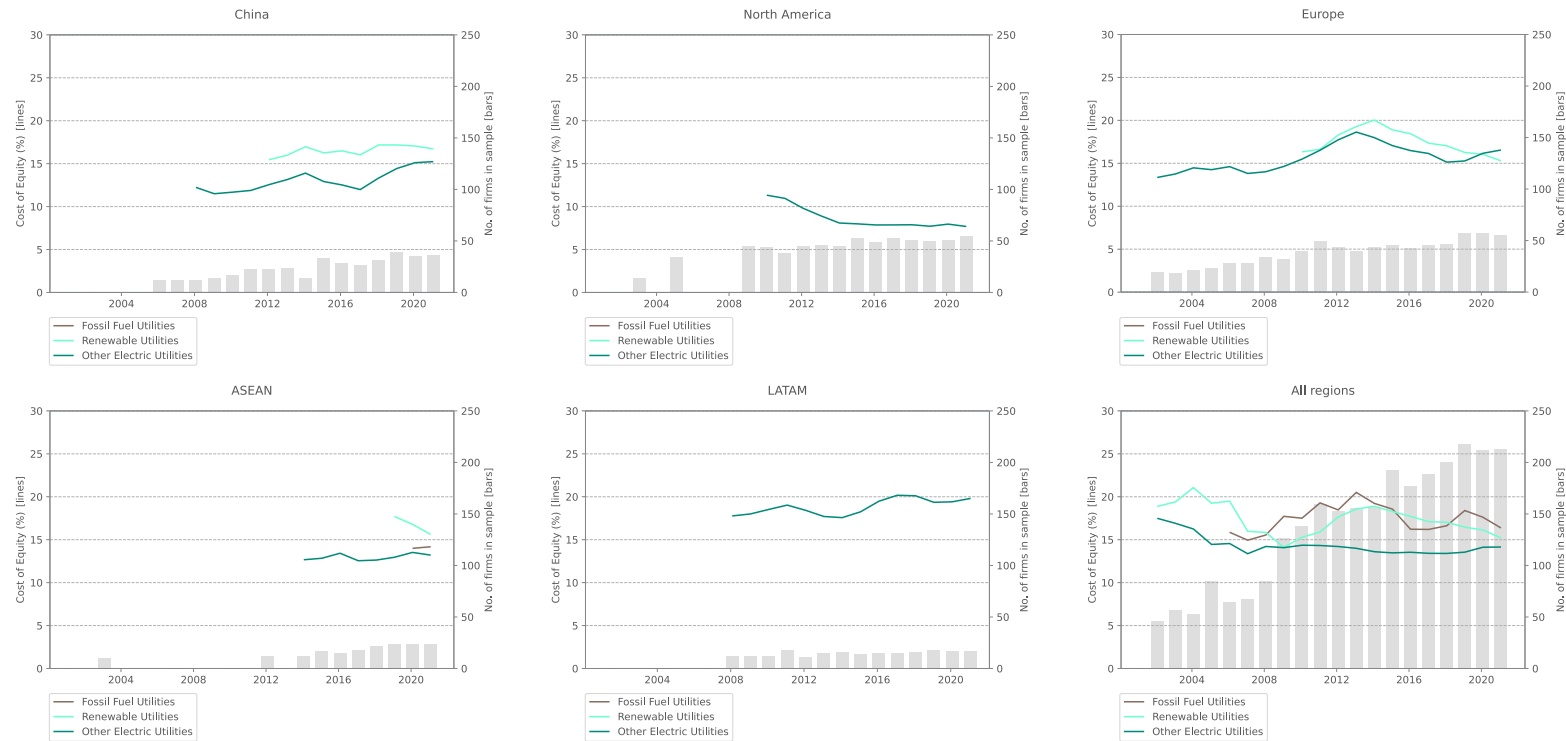 China
30
25
20
15
10
5
0
250
200
150
100
50
0
2004 2008 2012 2016 2020
Cost of Equity (%) [lines]
No. of firms in sample [bars]
Fossil Fuel Utilities
Renewable Utilities
Other Electric Utilities
North America
30
25
20
15
10
5
0
250
200
150
100
50
0
2004 2008 2012 2016 2020
Cost of Equity (%) [lines]
No. of firms in sample [bars]
Fossil Fuel Utilities
Renewable Utilities
Other Electric Utilities
Europe
30
25
20
15
10
5
0
250
200
150
100
50
0
2004 2008 2012 2016 2020
Cost of Equity (%) [lines]
No. of firms in sample [bars]
Fossil Fuel Utilities
Renewable Utilities
Other Electric Utilities
ASEAN
30
25
20
15
10
5
0
250
200
150
100
50
0
2004 2008 2012 2016 2020
Cost of Equity (%) [lines]
No. of firms in sample [bars]
Fossil Fuel Utilities
Renewable Utilities
Other Electric Utilities
LATAM
30
25
20
15
10
5
0
250
200
150
100
50
0
2004 2008 2012 2016 2020
Cost of Equity (%) [lines]
No. of firms in sample [bars]
Fossil Fuel Utilities
Renewable Utilities
Other Electric Utilities
All regions
30
25
20
15
10
5
0
250
200
150
100
50
0
2004 2008 2012 2016 2020
Cost of Equity (%) [lines]
No. of firms in sample [bars]
Fossil Fuel Utilities
Renewable Utilities
Other Electric Utilities